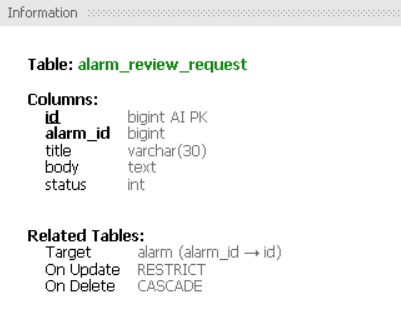 Information
Table: alarm_review_request
Columns:
id bigint AI PK
alarm_id bigint
title varchar(30)
body text
status int
Related Tables:
Target alarm (alarm_id → id)
On Update RESTRICT
On Delete CASCADE